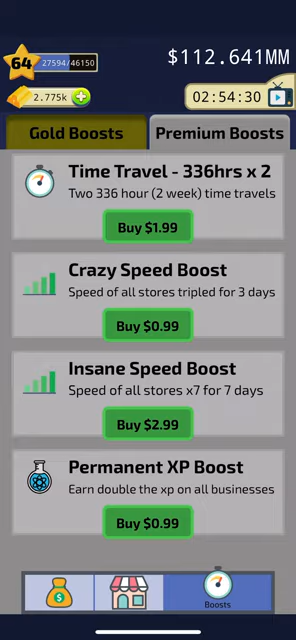 $112.641MM
64
27594/46150
2.775k
02:54:30
Gold Boosts
Premium Boosts
Time Travel - 336hrs x 2
Two 336 hour (2 week) time travels
Buy $1.99
Crazy Speed Boost
Speed of all stores tripled for 3 days
Buy $0.99
Insane Speed Boost
Speed of all stores x7 for 7 days
Buy $2.99
Permanent XP Boost
Earn double the xp on all businesses
Buy $0.99
$
Boosts